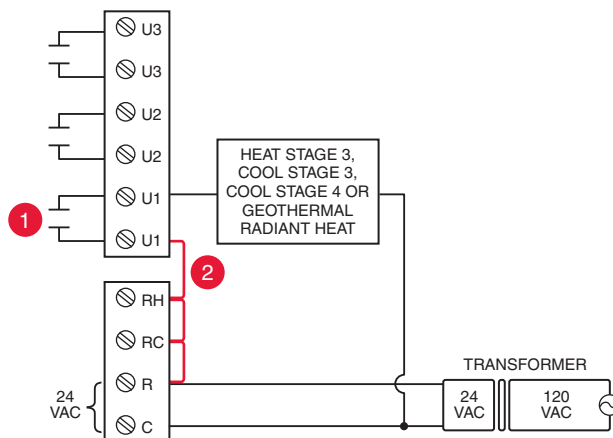 U3
U3
U2
U2
U1
U1
1
2
HEAT STAGE 3,
COOL STAGE 3,
COOL STAGE 4 OR
GEOTHERMAL
RADIANT HEAT
RH
RC
R
C
24
VAC
TRANSFORMER
24
VAC
120
VAC